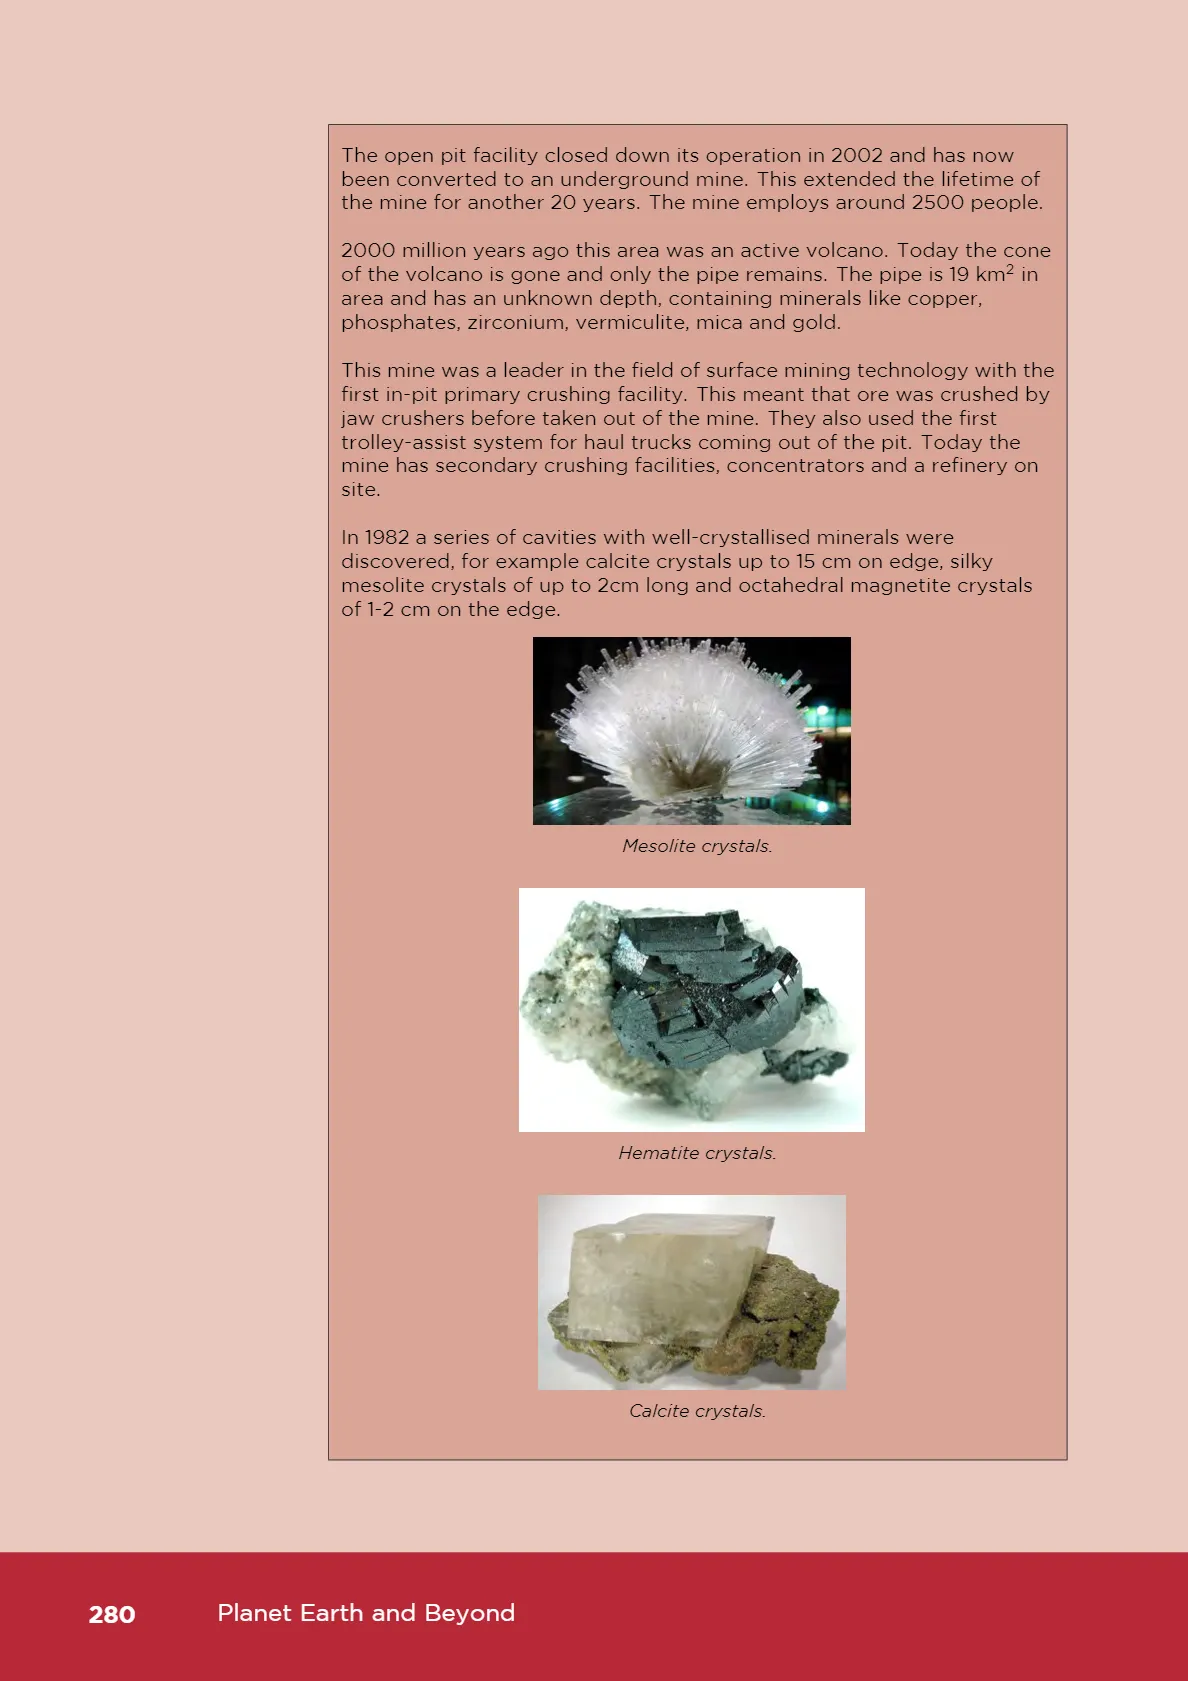 The open pit facility closed down its operation in 2002 and has now
been converted to an underground mine. This extended the lifetime of
the mine for another 20 years. The mine employs around 2500 people.
2000 million years ago this area was an active volcano. Today the cone
of the volcano is gone and only the pipe remains. The pipe is 19 km² in
area and has an unknown depth, containing minerals like copper,
phosphates, zirconium, vermiculite, mica and gold.
This mine was a leader in the field of surface mining technology with the
first in-pit primary crushing facility. This meant that ore was crushed by
jaw crushers before taken out of the mine. They also used the first
trolley-assist system for haul trucks coming out of the pit. Today the
mine has secondary crushing facilities, concentrators and a refinery on
site.
In 1982 a series of cavities with well-crystallised minerals were
discovered, for example calcite crystals up to 15 cm on edge, silky
mesolite crystals of up to 2cm long and octahedral magnetite crystals
of 1-2 cm on the edge.
Mesolite crystals.
Hematite crystals.
Calcite crystals.
280 Planet Earth and Beyond